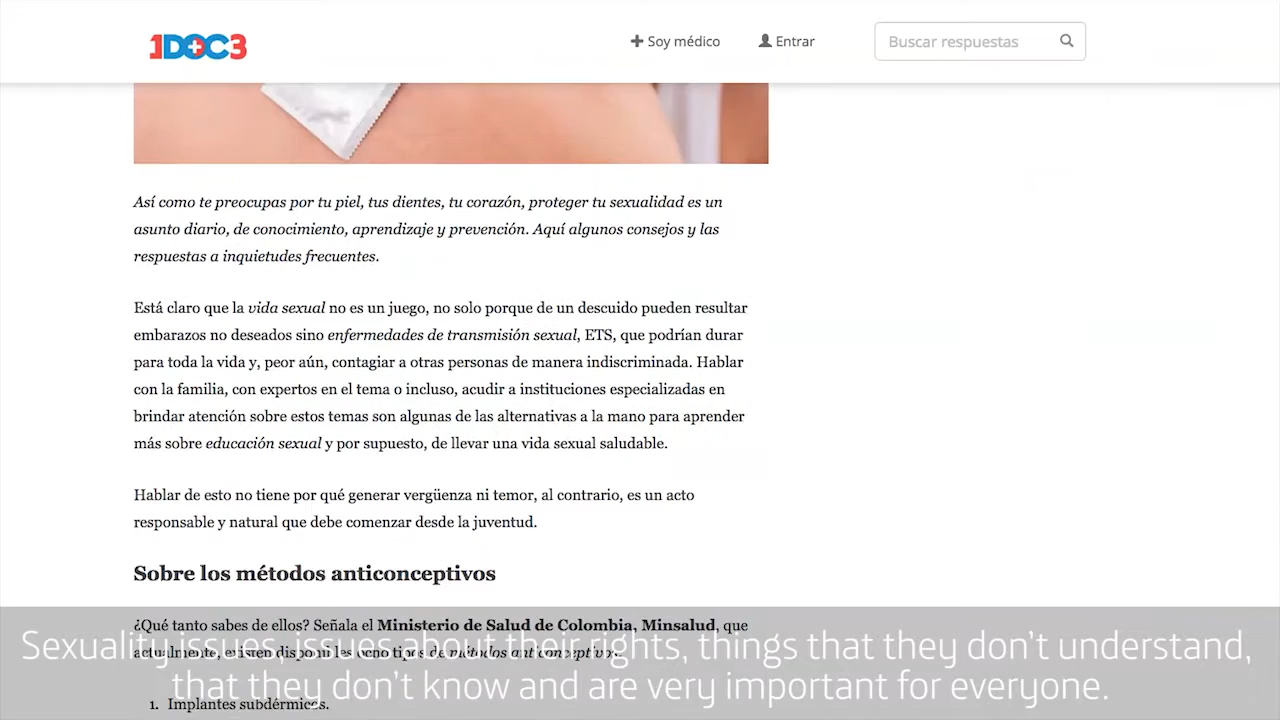 1DOC3
Soy médico
Entrar
Buscar respuestas
Así como te preocupas por tu piel, tus dientes, tu corazón, proteger tu sexualidad es un
asunto diario, de conocimiento, aprendizaje y prevención. Aquí algunos consejos y las
respuestas a inquietudes frecuentes.
Está claro que la vida sexual no es un juego, no solo porque de un descuido pueden resultar
embarazos no deseados sino enfermedades de transmisión sexual, ETS, que podrían durar
para toda la vida y, peor aún, contagiar a otras personas de manera indiscriminada. Hablar
con la familia, con expertos en el tema o incluso, acudir a instituciones especializadas en
brindar atención sobre estos temas son algunas de las alternativas a la mano para aprender
más sobre educación sexual y por supuesto, de llevar una vida sexual saludable.
Hablar de esto no tiene por qué generar vergüenza ni temor, al contrario, es un acto
responsable y natural que debe comenzar desde la juventud.
Sobre los métodos anticonceptivos
¿Qué tanto sabes de ellos? Señala el Ministerio de Salud de Colombia, Minsalud, que
actualmente, existen disponibles ocho tipos de métodos anticonceptivos.
Sexuality issues, issues about their rights, things that they don't understand,
that they don't know and are very important for everyone.
1. Implantes subdérmicos.